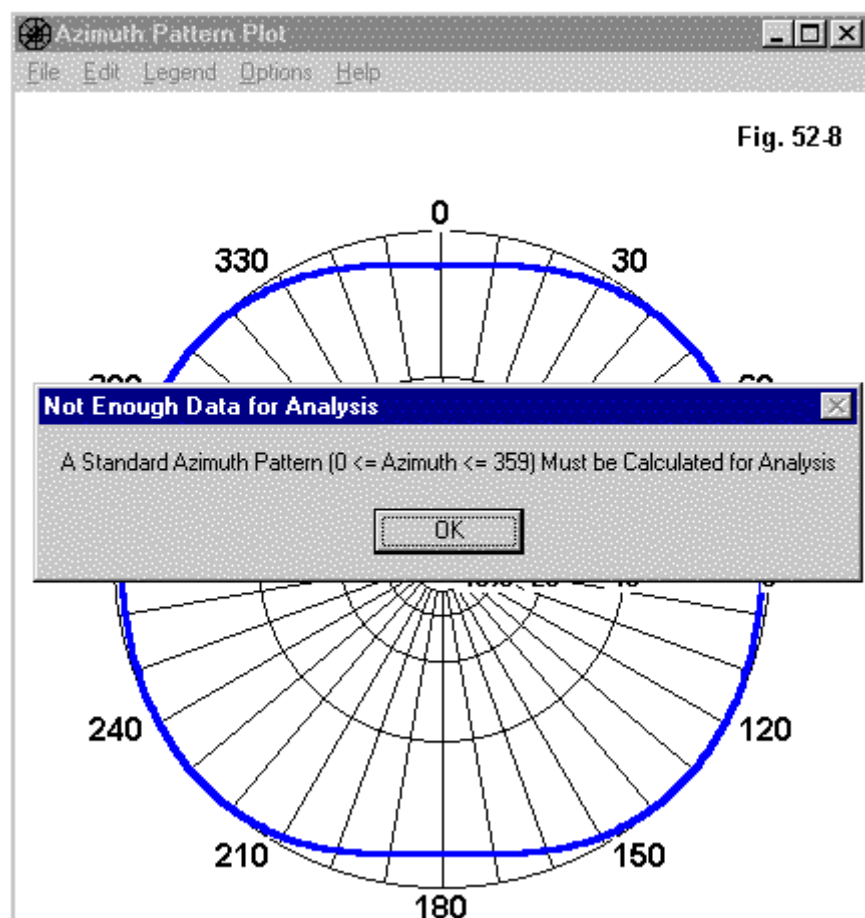 Azimuth Pattern Plot
File Edit Legend Options Help
Fig. 52-8
0
330
30
Not Enough Data for Analysis
A Standard Azimuth Pattern (0 <= Azimuth <= 359) Must be Calculated for Analysis
OK
240
120
210
150
180